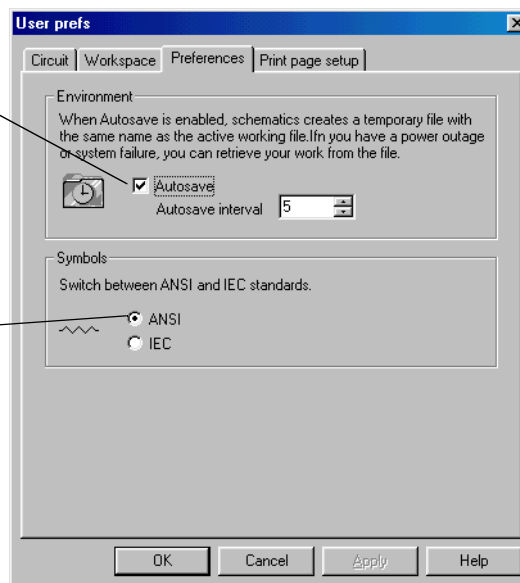 User prefs
Circuit Workspace Preferences Print page setup
Environment
When Autosave is enabled, schematics creates a temporary file with
the same name as the active working file.Ifn you have a power outage
or system failure, you can retrieve your work from the file.
Autosave
Autosave interval 5
Symbols
Switch between ANSI and IEC standards.
ANSI
IEC
OK Cancel Apply Help